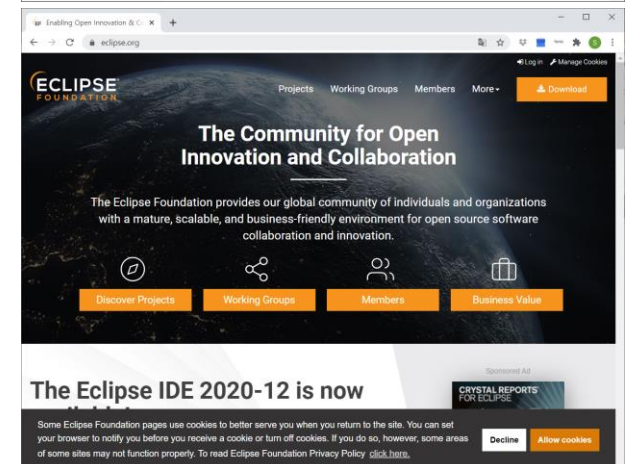 Enabling Open Innovation & Co
eclipse.org
Log in Manage Cookies
ECLIPSE
FOUNDATION
Projects Working Groups Members More Download
The Community for Open
Innovation and Collaboration
The Eclipse Foundation provides our global community of individuals and organizations
with a mature, scalable, and business-friendly environment for open source software
collaboration and innovation.
Discover Projects Working Groups Members Business Value
Sponsored Ad
The Eclipse IDE 2020-12 is now
CRYSTAL REPORTS
FOR ECLIPSE
Some Eclipse Foundation pages use cookies to better serve you when you return to the site. You can set
your browser to notify you before you receive a cookie or turn off cookies. If you do so, however, some areas
of some sites may not function properly. To read Eclipse Foundation Privacy Policy click here.
Decline Allow cookies